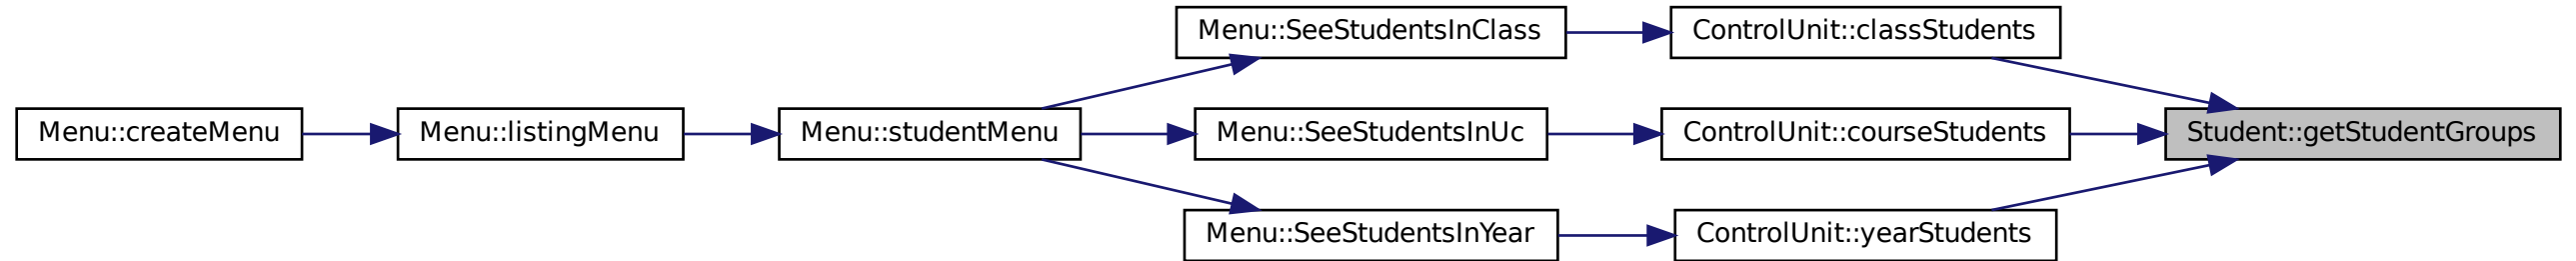 Menu::SeeStudentsInClass
ControlUnit::classStudents
Menu::createMenu
Menu::listingMenu
Menu::studentMenu
Menu::SeeStudentsInUc
ControlUnit::courseStudents
Student::getStudentGroups
Menu::SeeStudentsInYear
ControlUnit::yearStudents